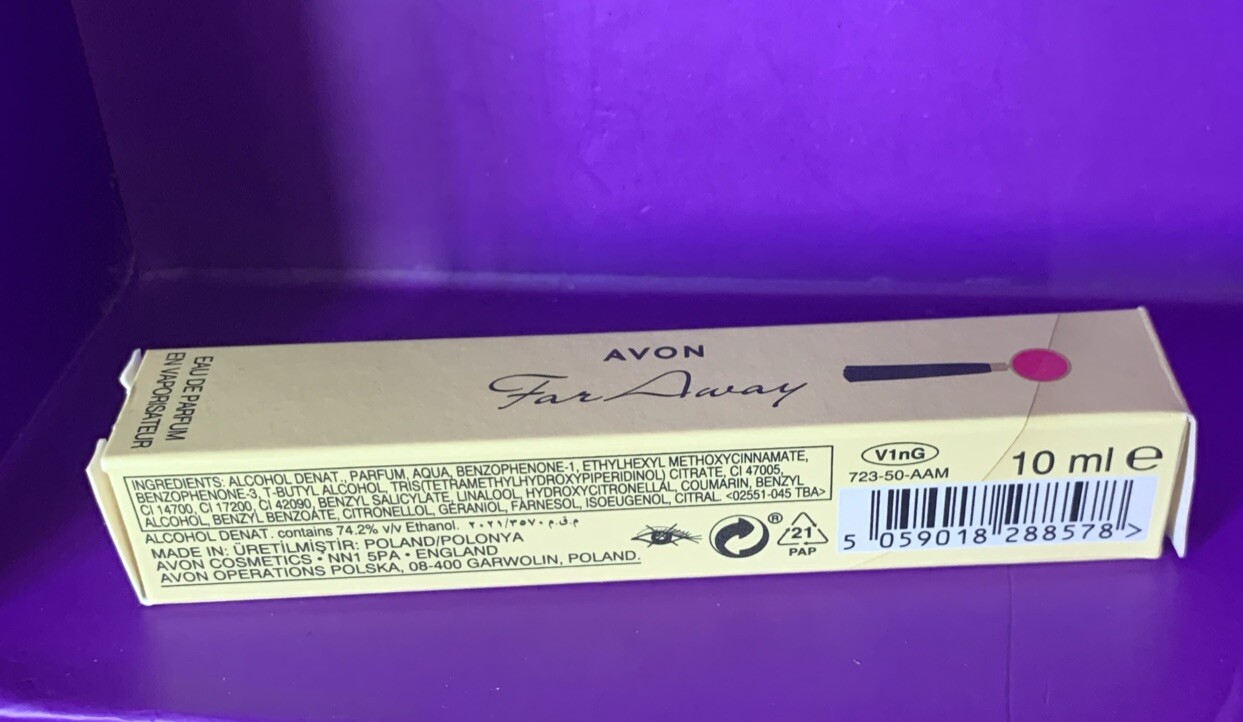 AVON
Far Away
EAU DE PARFUM
EN VAPORISATEUR
INGREDIENTS: ALCOHOL DENAT., PARFUM, AQUA, BENZOPHENONE-1, ETHYLHEXYL METHOXYCINNAMATE,
BENZOPHENONE-3, T-BUTYL ALCOHOL, TRIS(TETRAMETHYLHYDROXYPIPERIDINOL) CITRATE, CI 47005,
CI 14700, CI 17200, CI 42090, BENZYL SALICYLATE, LINALOOL, HYDROXYCITRONELLAL, COUMARIN, BENZYL
ALCOHOL, BENZYL BENZOATE, CITRONELLOL, GERANIOL, FARNESOL, ISOEUGENOL, CITRAL. <02551-045 TBA>
ALCOHOL DENAT. contains 74.2% v/v Ethanol. م.ق.م ٢٠٢١/٣٥٧٠
MADE IN: ÜRETİLMİŞTİR: POLAND/POLONYA
AVON COSMETICS • NN1 5PA • ENGLAND
AVON OPERATIONS POLSKA, 08-400 GARWOLIN, POLAND.
®
21
PAP
V1nG
723-50-AAM
10 ml e
5 059018 288578 >